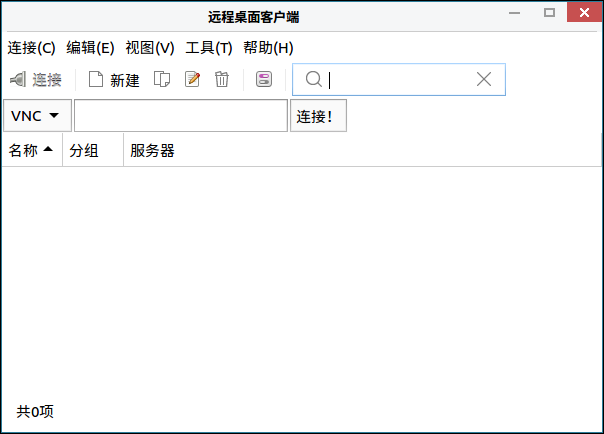 远程桌面客户端
连接(C) 编辑(E) 视图(V) 工具(T) 帮助(H)
连接 新建
VNC 连接!
名称 分组 服务器
共0项